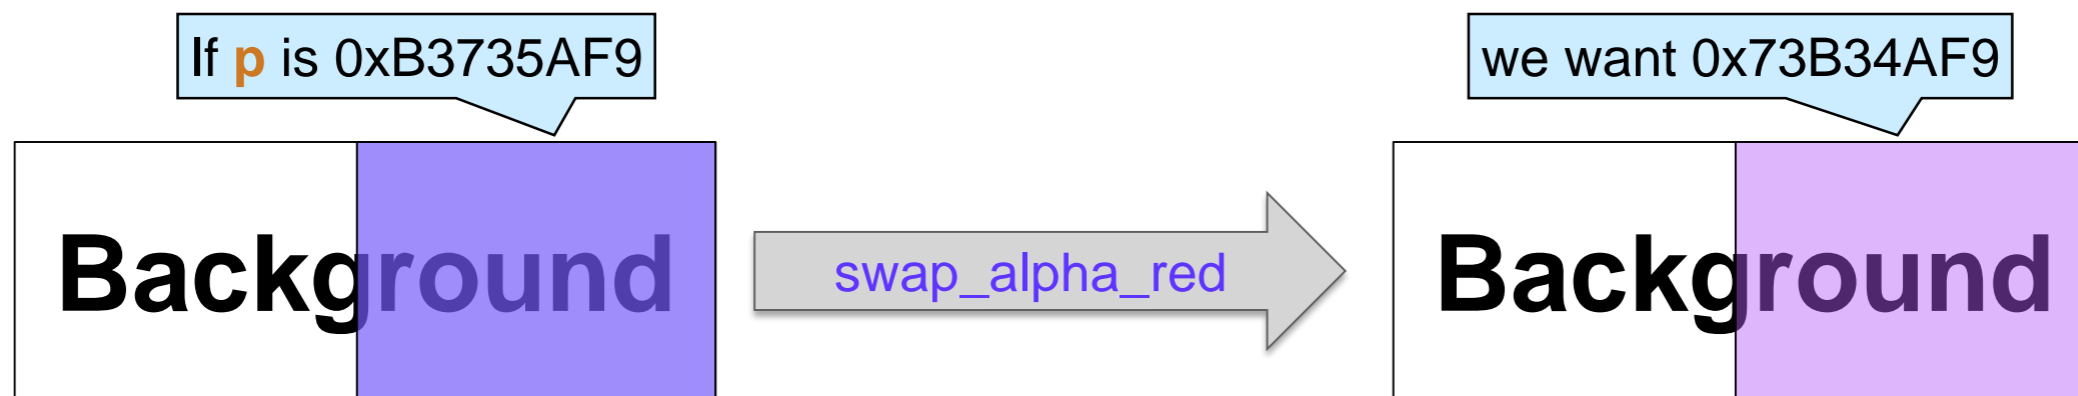 If p is 0xB3735AF9
we want 0x73B34AF9
Background
swap_alpha_red
Background